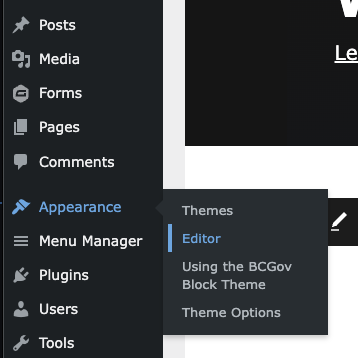 Posts
Media
Le
Forms
Pages
Comments
Appearance
Menu Manager
Plugins
Users
Tools
Themes
Editor
Using the BCGov
Block Theme
Theme Options